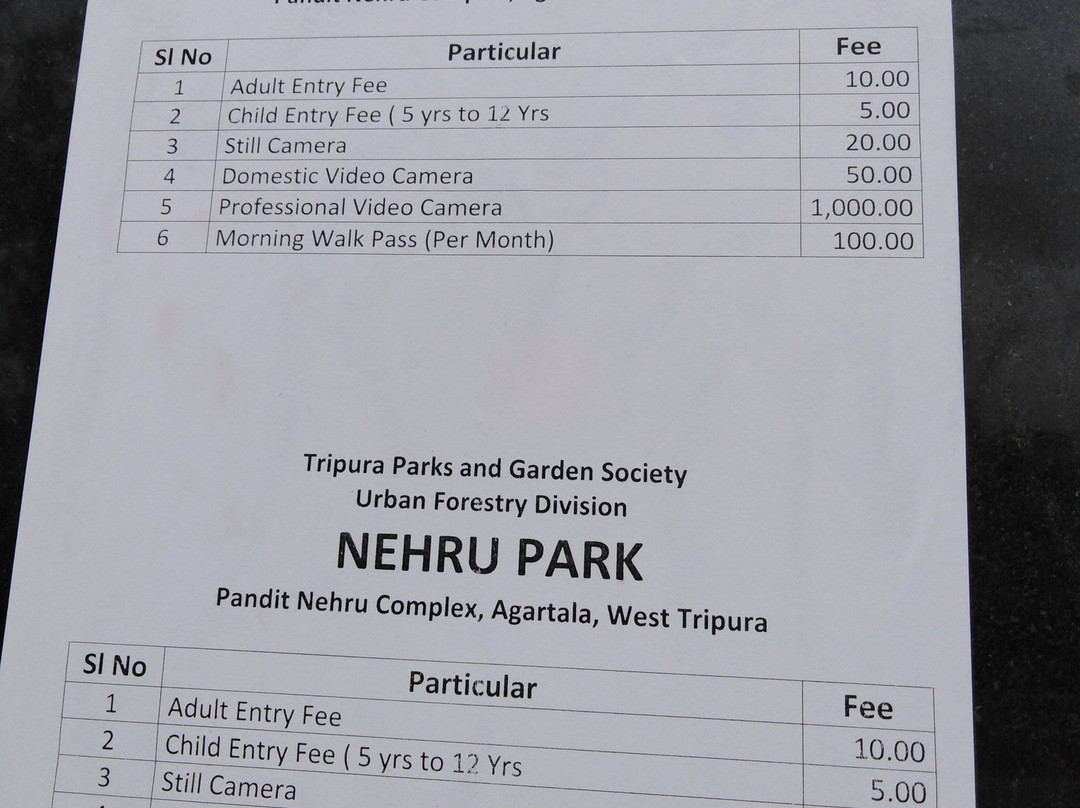 Pandit Nehru
Sl No Particular Fee
1 Adult Entry Fee 10.00
2 Child Entry Fee ( 5 yrs to 12 Yrs 5.00
3 Still Camera 20.00
4 Domestic Video Camera 50.00
5 Professional Video Camera 1,000.00
6 Morning Walk Pass (Per Month) 100.00
Tripura Parks and Garden Society
Urban Forestry Division
NEHRU PARK
Pandit Nehru Complex, Agartala, West Tripura
Sl No Particular Fee
1 Adult Entry Fee 10.00
2 Child Entry Fee ( 5 yrs to 12 Yrs 5.00
3 Still Camera